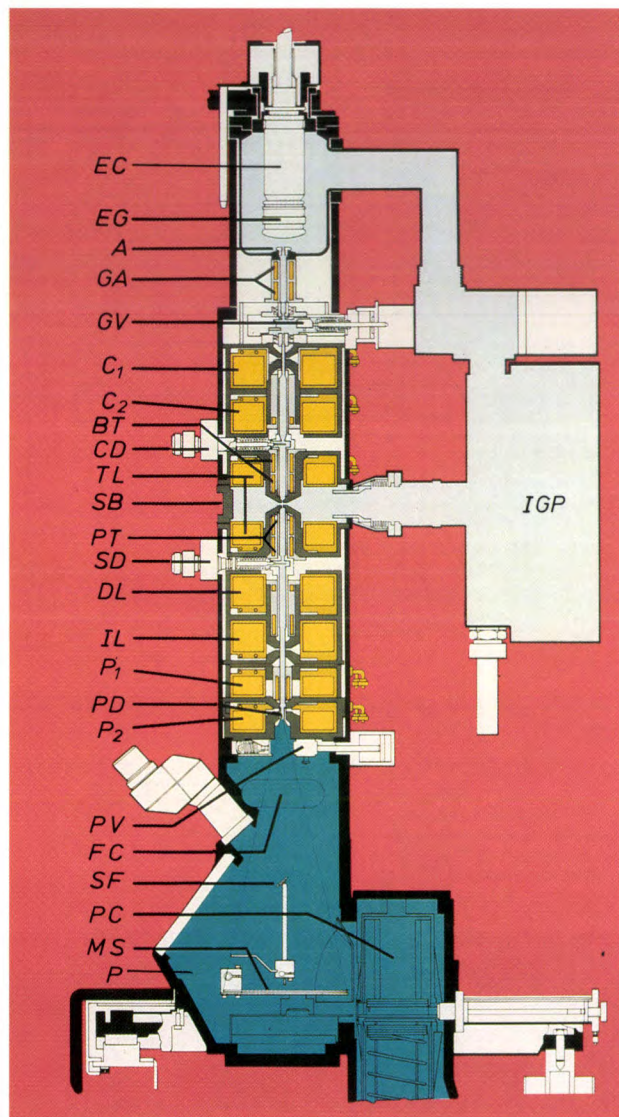 EC
EG
A
GA
GV
C₁
C₂
BT
CD
TL
SB
IGP
PT
SD
DL
IL
P₁
PD
P₂
PV
FC
SF
PC
MS
P